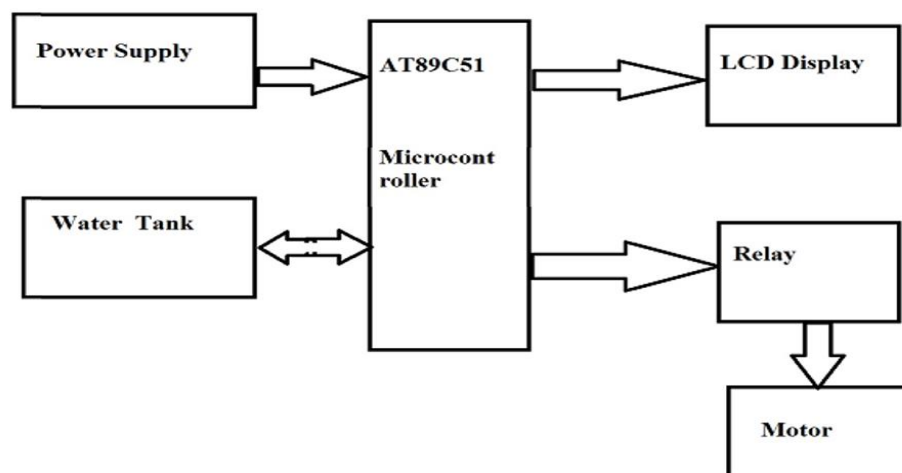 Power Supply
AT89C51
LCD Display
Microcont
roller
Water Tank
Relay
Motor